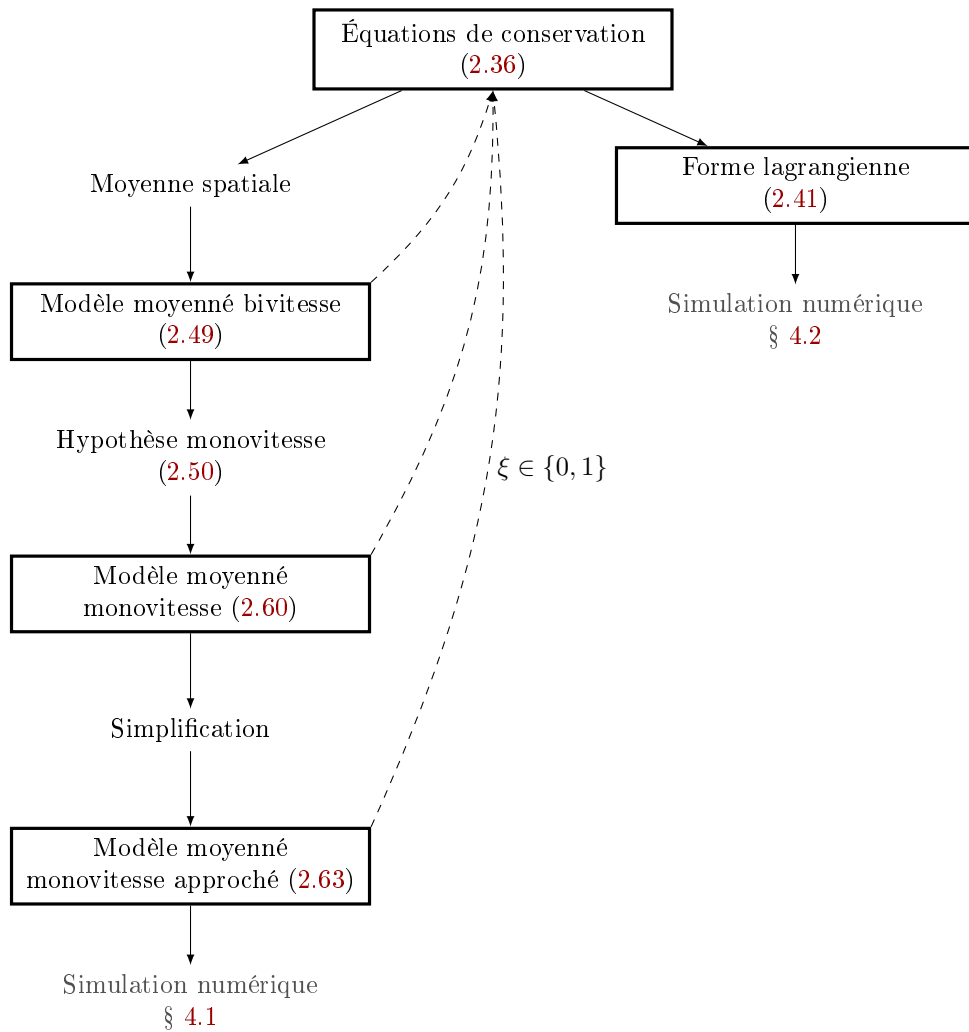 Équations de conservation
(2.36)
Moyenne spatiale
Forme lagrangienne
(2.41)
Modèle moyenné bivitesse
(2.49)
Simulation numérique
§ 4.2
Hypothèse monovitesse
(2.50)
ξ ∈ {0, 1}
Modèle moyenné
monovitesse (2.60)
Simplification
Modèle moyenné
monovitesse approché (2.63)
Simulation numérique
§ 4.1